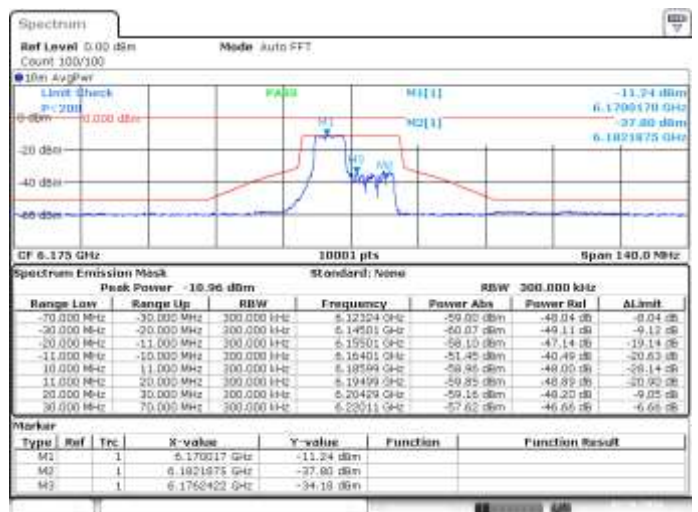 Spectrum
Ref Level 0.00 dBm Mode Auto FFT
Count 100/100
1Rm AvgPwr
Limit Check PASS M1[1] -11.24 dBm
P<200 6.1700170 GHz
0 dBm 0.000 dBm M2[1] -37.80 dBm
6.1821875 GHz
M1
-20 dBm
M3 M2
-40 dBm
-60 dBm
CF 6.175 GHz 10001 pts Span 140.0 MHz
Spectrum Emission Mask Standard: None
Peak Power -10.96 dBm RBW 300.000 kHz
Range Low Range Up RBW Frequency Power Abs Power Rel ΔLimit
-70.000 MHz -30.000 MHz 300.000 kHz 6.12324 GHz -59.00 dBm -48.04 dB -8.04 dB
-30.000 MHz -20.000 MHz 300.000 kHz 6.14501 GHz -60.07 dBm -49.11 dB -9.12 dB
-20.000 MHz -11.000 MHz 300.000 kHz 6.15501 GHz -58.10 dBm -47.14 dB -19.14 dB
-11.000 MHz -10.000 MHz 300.000 kHz 6.16401 GHz -51.45 dBm -40.49 dB -20.63 dB
10.000 MHz 11.000 MHz 300.000 kHz 6.18599 GHz -58.96 dBm -48.00 dB -28.14 dB
11.000 MHz 20.000 MHz 300.000 kHz 6.19499 GHz -59.85 dBm -48.89 dB -20.90 dB
20.000 MHz 30.000 MHz 300.000 kHz 6.20429 GHz -59.16 dBm -48.20 dB -9.05 dB
30.000 MHz 70.000 MHz 300.000 kHz 6.22011 GHz -57.62 dBm -46.66 dB -6.66 dB
Marker
Type Ref Trc X-value Y-value Function Function Result
M1 1 6.170017 GHz -11.24 dBm
M2 1 6.1821875 GHz -37.80 dBm
M3 1 6.1762422 GHz -34.18 dBm